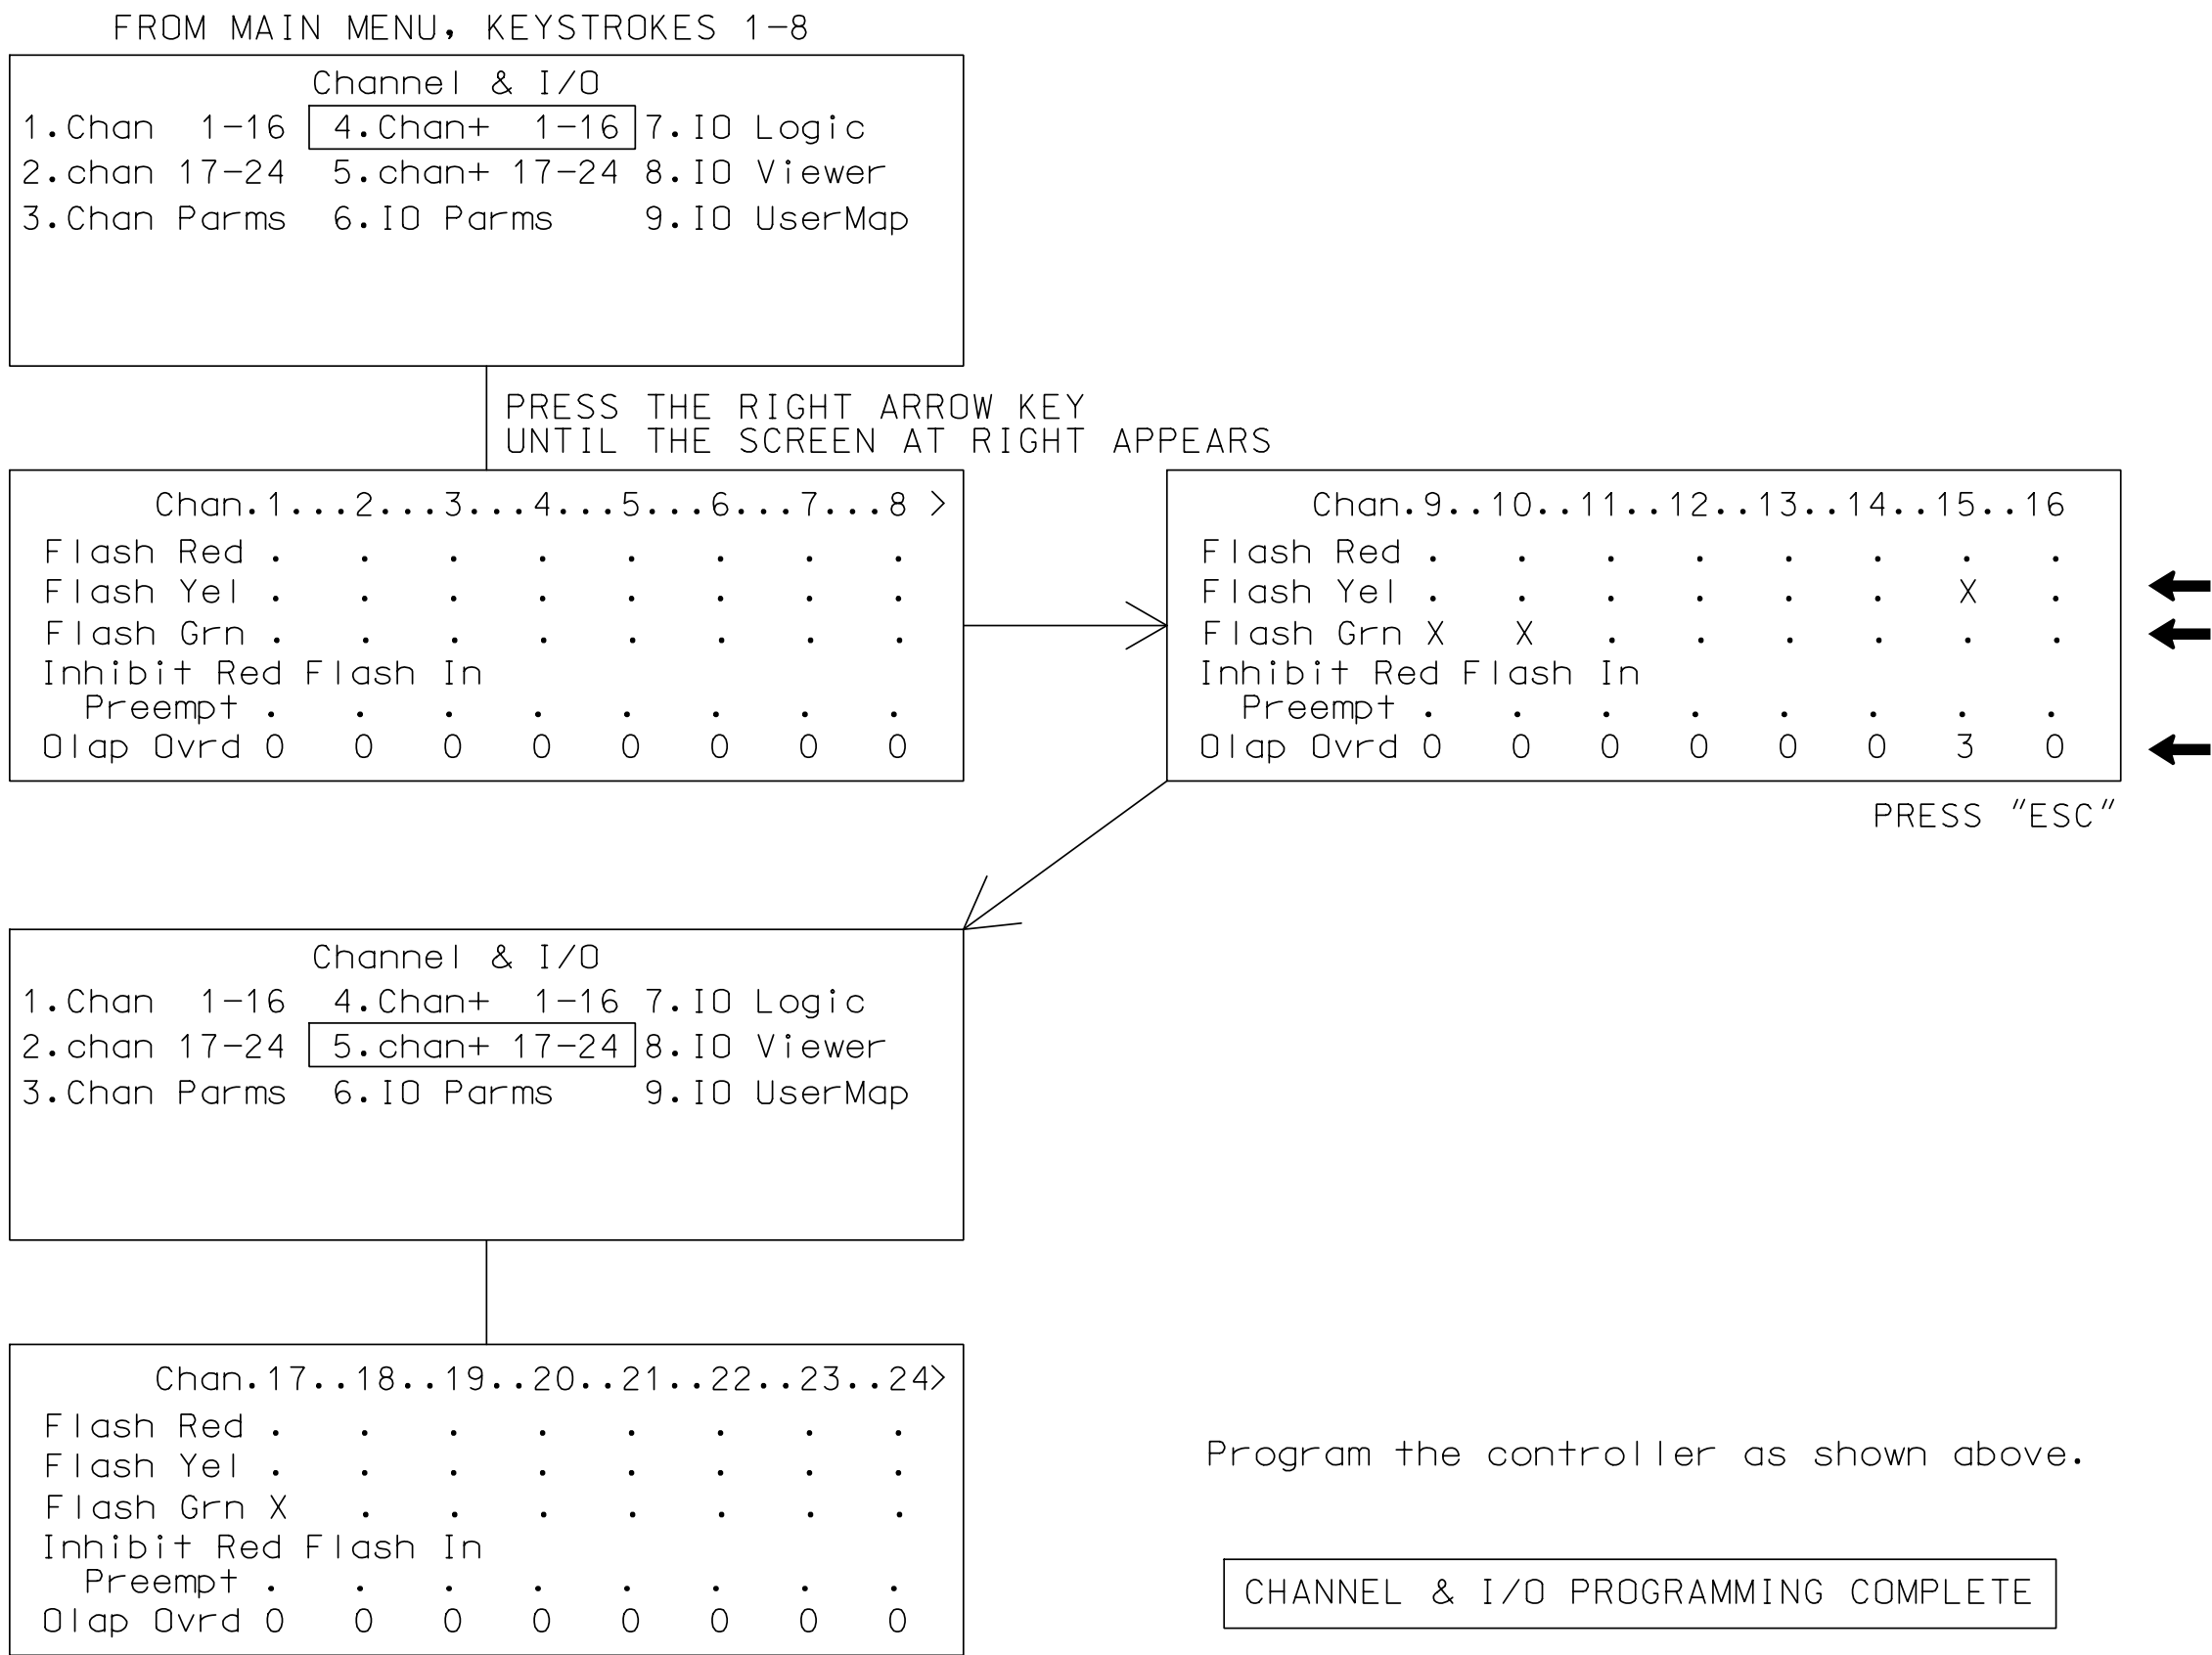 FROM MAIN MENU, KEYSTROKES 1-8
Channel & I/O
1.Chan  1-16  4.Chan+  1-16 7.IO Logic
2.chan 17-24  5.chan+ 17-24 8.IO Viewer
3.Chan Parms  6.IO Parms    9.IO UserMap
PRESS THE RIGHT ARROW KEY
UNTIL THE SCREEN AT RIGHT APPEARS
Chan.1...2...3...4...5...6...7...8 >
Flash Red .   .   .   .   .   .   .   .
Flash Yel .   .   .   .   .   .   .   .
Flash Grn .   .   .   .   .   .   .   .
Inhibit Red Flash In
Preempt .   .   .   .   .   .   .   .
Olap Ovrd 0   0   0   0   0   0   0   0
Chan.9..10..11..12..13..14..15..16
Flash Red .   .   .   .   .   .   .   .
Flash Yel .   .   .   .   .   .   X   .
Flash Grn X   X   .   .   .   .   .   .
Inhibit Red Flash In
Preempt .   .   .   .   .   .   .   .
Olap Ovrd 0   0   0   0   0   0   3   0
PRESS "ESC"
Channel & I/O
1.Chan  1-16  4.Chan+  1-16 7.IO Logic
2.chan 17-24  5.chan+ 17-24 8.IO Viewer
3.Chan Parms  6.IO Parms    9.IO UserMap
Chan.17..18..19..20..21..22..23..24>
Flash Red .   .   .   .   .   .   .   .
Flash Yel .   .   .   .   .   .   .   .
Flash Grn X   .   .   .   .   .   .   .
Inhibit Red Flash In
Preempt .   .   .   .   .   .   .   .
Olap Ovrd 0   0   0   0   0   0   0   0
Program the controller as shown above.
CHANNEL & I/O PROGRAMMING COMPLETE